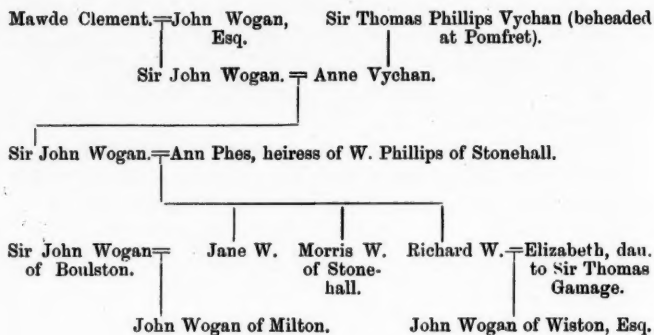 Mawde Clement.=John Wogan, Sir Thomas Phillips Vychan (beheaded
Esq. at Pomfret).
Sir John Wogan. = Anne Vychan.
Sir John Wogan.=Ann Phes, heiress of W. Phillips of Stonehall.
Sir John Wogan= Jane W. Morris W. Richard W.=Elizabeth, dau.
of Boulston. of Stone- to Sir Thomas
hall. Gamage.
John Wogan of Milton. John Wogan of Wiston, Esq.